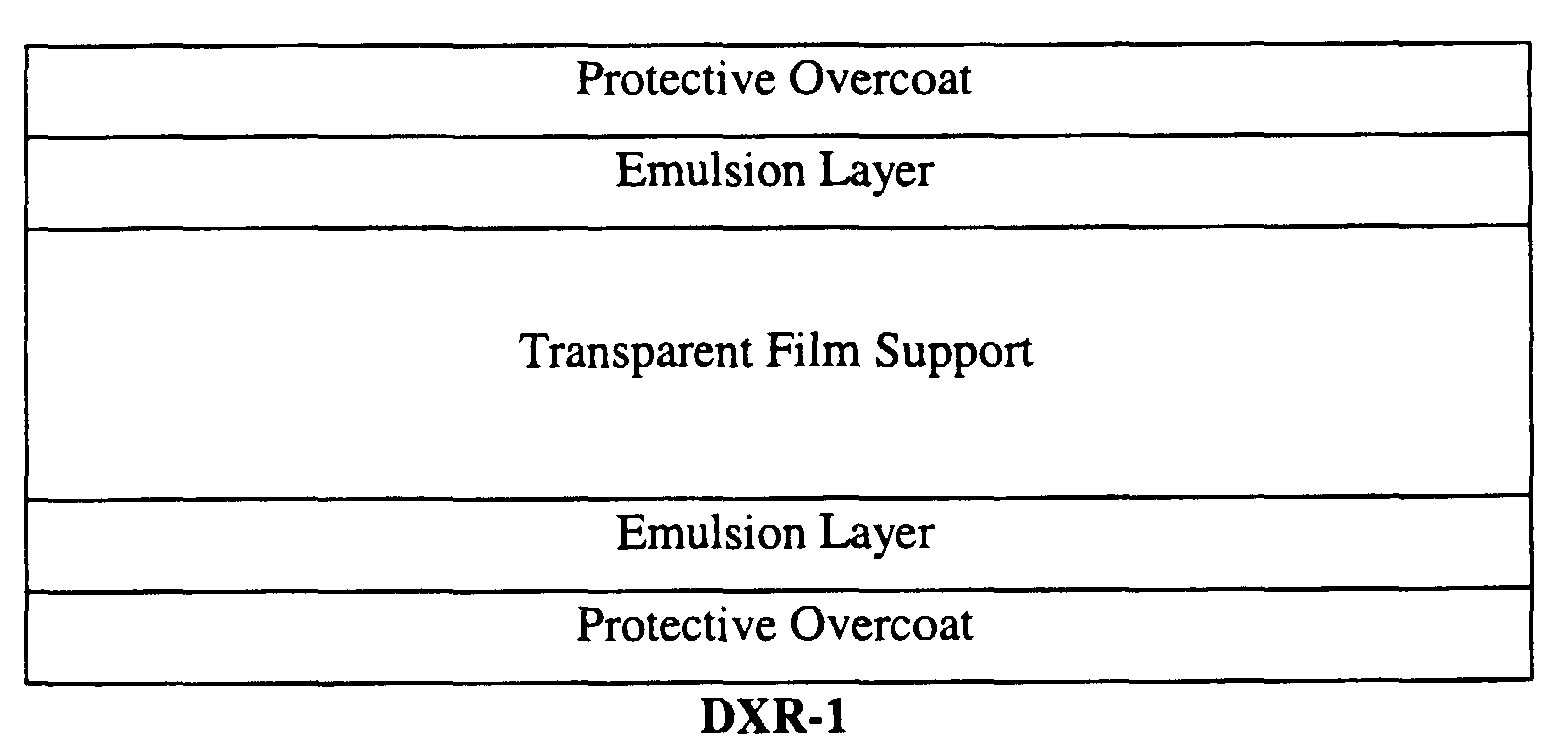 Protective Overcoat
Emulsion Layer
Transparent Film Support
Emulsion Layer
Protective Overcoat
DXR-1